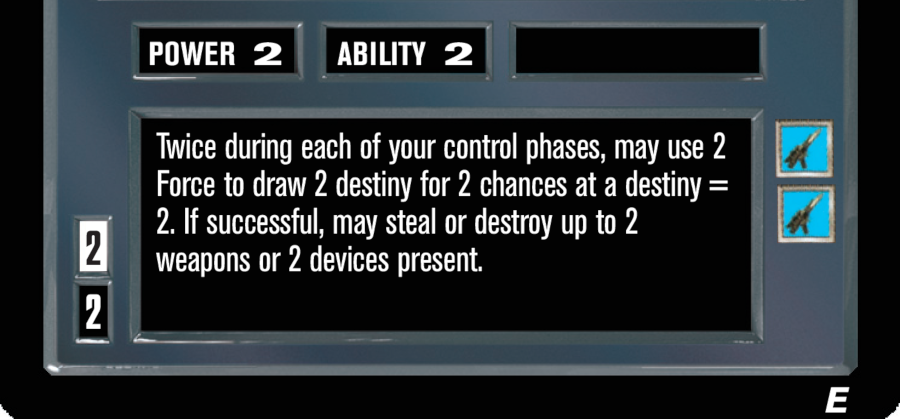 POWER 2 ABILITY 2
Twice during each of your control phases, may use 2
Force to draw 2 destiny for 2 chances at a destiny =
2. If successful, may steal or destroy up to 2
weapons or 2 devices present.
2
2
E